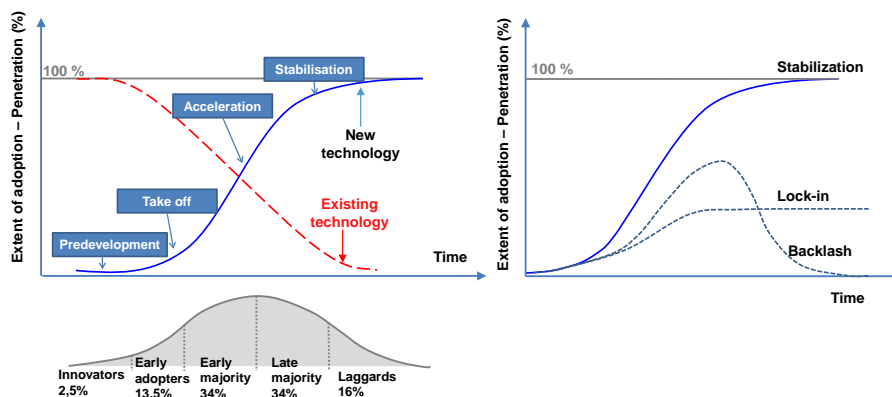 Extent of adoption – Penetration (%)
100 %
Stabilisation
Acceleration
New
technology
Take off
Existing
technology
Predevelopment
Time
Innovators
2,5%
Early
adopters
13.5%
Early
majority
34%
Late
majority
34%
Laggards
16%
Extent of adoption – Penetration (%)
100 %
Stabilization
Lock-in
Backlash
Time